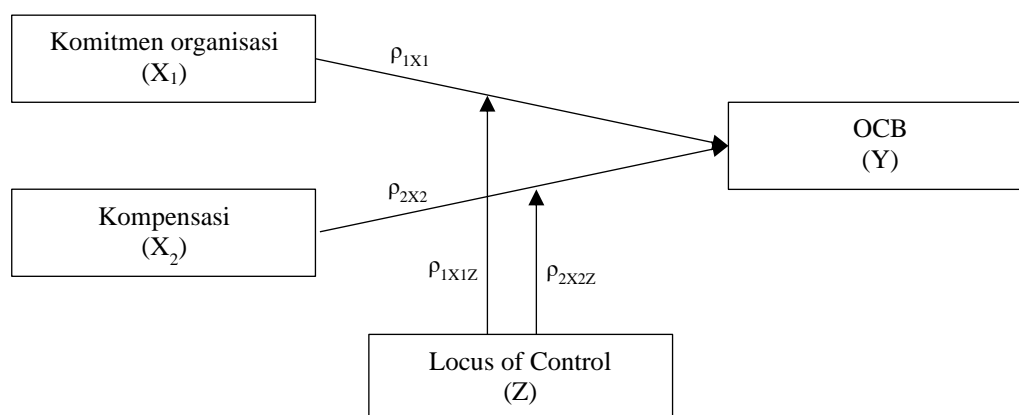 Komitmen organisasi
(X₁)
ρ₁ₓ₁
OCB
(Y)
Kompensasi
(X₂)
ρ₂ₓ₂
ρ₁ₓ₁Z
ρ₂ₓ₂Z
Locus of Control
(Z)